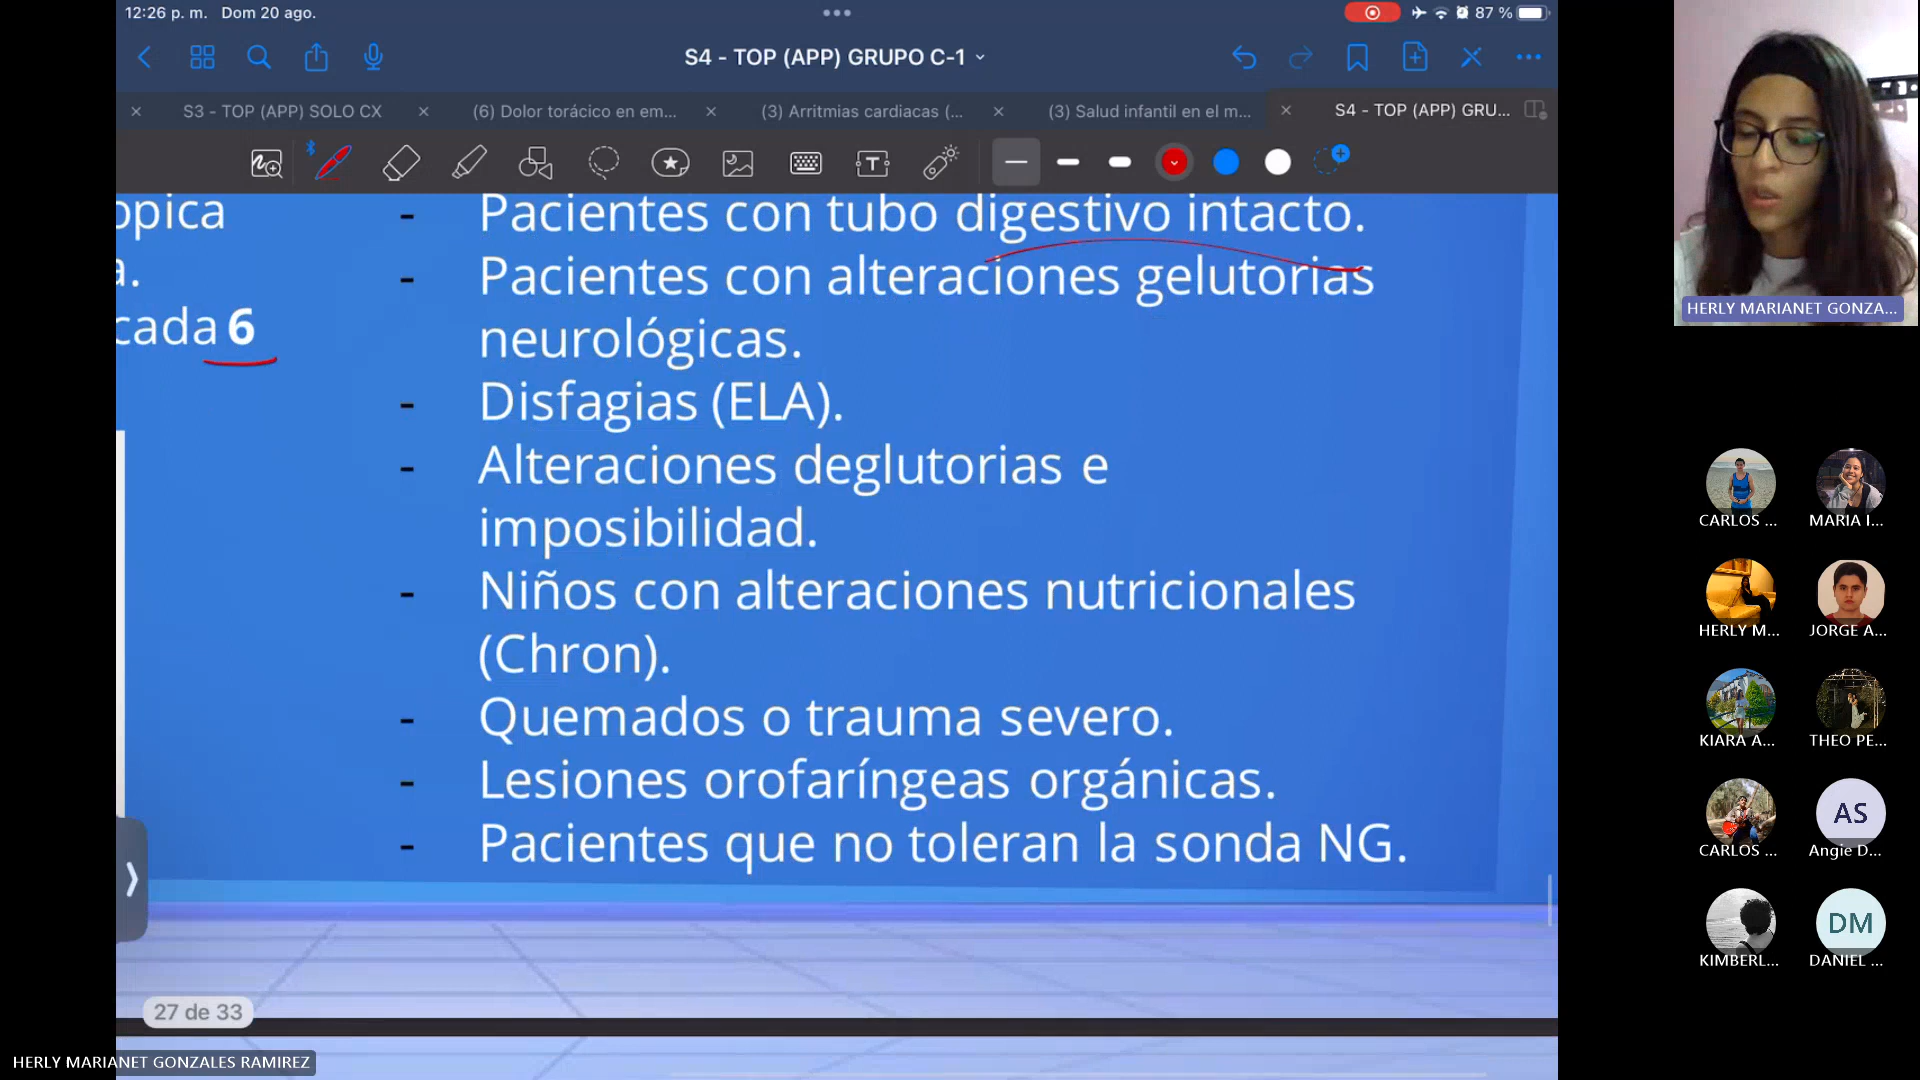 12:26 p. m. Dom 20 ago.
87 %
S4 - TOP (APP) GRUPO C-1
S3 - TOP (APP) SOLO CX
(6) Dolor torácico en em...
(3) Arritmias cardiacas (...
(3) Salud infantil en el m...
S4 - TOP (APP) GRU...
opica
a.
cada 6
- Pacientes con tubo digestivo intacto.
- Pacientes con alteraciones gelutorias
neurológicas.
- Disfagias (ELA).
- Alteraciones deglutorias e
imposibilidad.
- Niños con alteraciones nutricionales
(Chron).
- Quemados o trauma severo.
- Lesiones orofaríngeas orgánicas.
- Pacientes que no toleran la sonda NG.
27 de 33
HERLY MARIANET GONZALES RAMIREZ
HERLY MARIANET GONZA...
CARLOS ...
MARIA I...
HERLY M...
JORGE A...
KIARA A...
THEO PE...
CARLOS ...
AS
Angie D...
KIMBERL...
DM
DANIEL ...